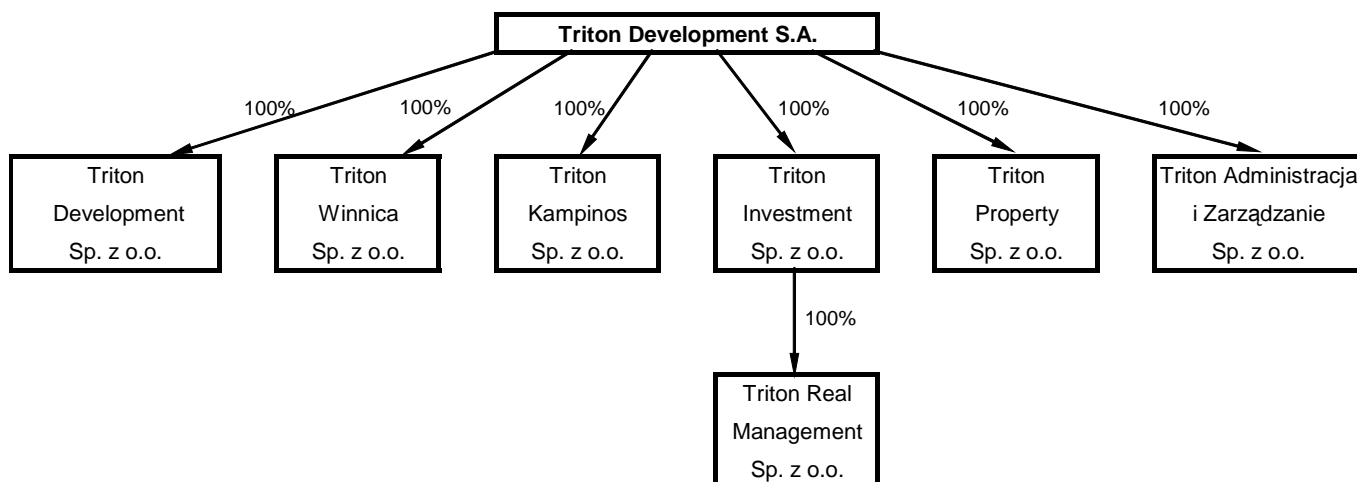 Triton Development S.A.
100%
100%
100%
100%
100%
100%
Triton
Development
Sp. z o.o.
Triton
Winnica
Sp. z o.o.
Triton
Kampinos
Sp. z o.o.
Triton
Investment
Sp. z o.o.
Triton
Property
Sp. z o.o.
Triton Administracja
i Zarządzanie
Sp. z o.o.
100%
Triton Real
Management
Sp. z o.o.